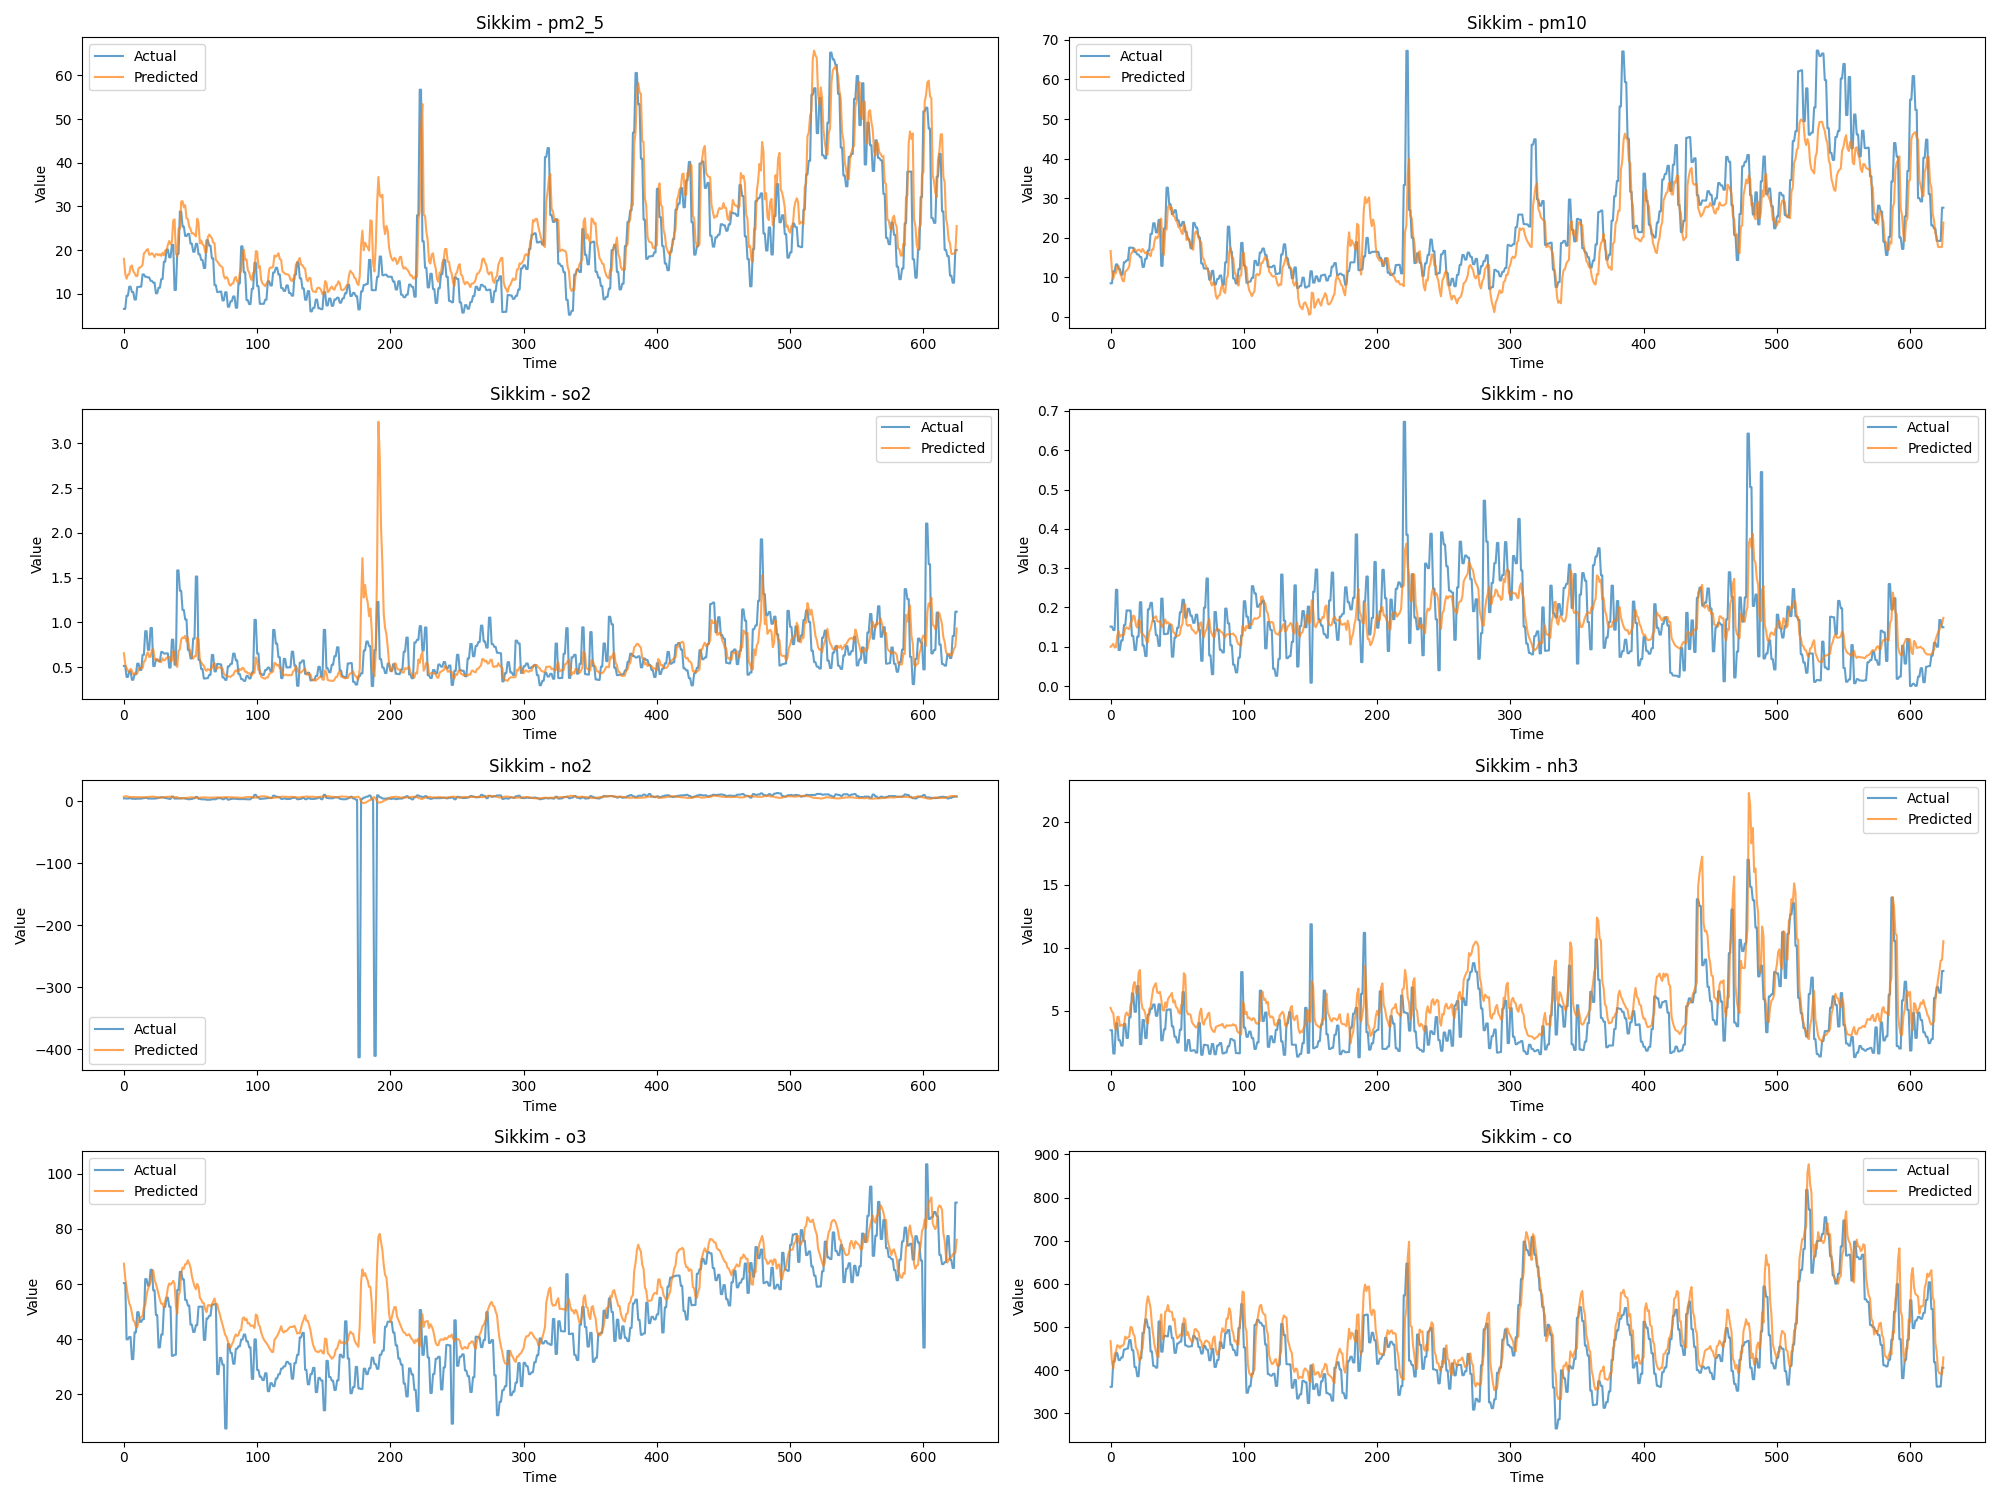 Sikkim - pm2_5
Value
60
50
40
30
20
10
Actual
Predicted
0 100 200 300 400 500 600
Time
Sikkim - pm10
Value
70
60
50
40
30
20
10
0
Actual
Predicted
0 100 200 300 400 500 600
Time
Sikkim - so2
Value
3.0
2.5
2.0
1.5
1.0
0.5
Actual
Predicted
0 100 200 300 400 500 600
Time
Sikkim - no
Value
0.7
0.6
0.5
0.4
0.3
0.2
0.1
0.0
Actual
Predicted
0 100 200 300 400 500 600
Time
Sikkim - no2
Value
0
−100
−200
−300
−400
Actual
Predicted
0 100 200 300 400 500 600
Time
Sikkim - nh3
Value
20
15
10
5
Actual
Predicted
0 100 200 300 400 500 600
Time
Sikkim - o3
Value
100
80
60
40
20
Actual
Predicted
0 100 200 300 400 500 600
Time
Sikkim - co
Value
900
800
700
600
500
400
300
Actual
Predicted
0 100 200 300 400 500 600
Time